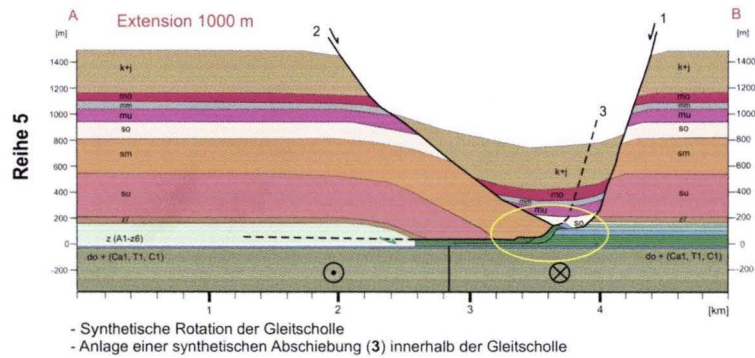 A
Extension 1000 m
B
2
1
[m]
[m]
Reihe 5
1400
1200
1000
800
600
400
200
0
-200
1400
1200
1000
800
600
400
200
0
-200
k+j
k+j
3
mo
mm
mu
so
sm
su
zr
z (A1-z6)
do + (Ca1, T1, C1)
k+j
mo
mm
mu
so
mo
mm
mu
so
sm
su
zr
do + (Ca1, T1, C1)
1
2
3
4
[km]
- Synthetische Rotation der Gleitscholle
- Anlage einer synthetischen Abschiebung (3) innerhalb der Gleitscholle